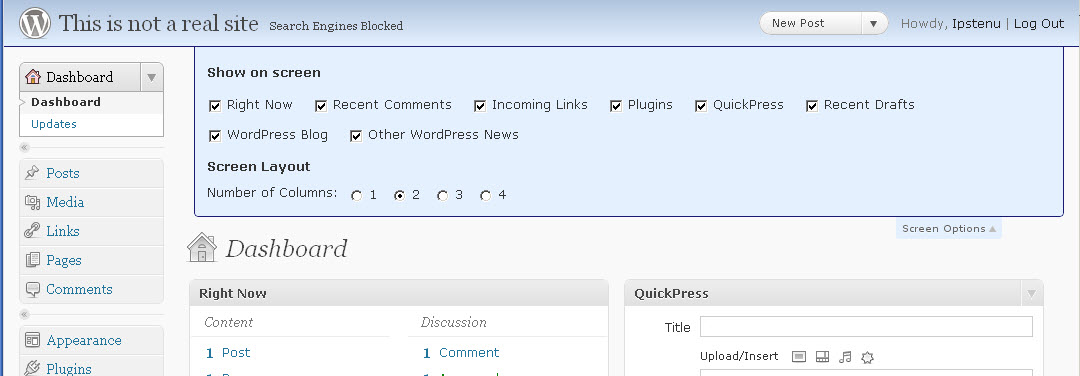 This is not a real site Search Engines Blocked New Post Howdy, Ipstenu | Log Out
Dashboard
Dashboard
Updates
Posts
Media
Links
Pages
Comments
Appearance
Plugins
Show on screen
Right Now Recent Comments Incoming Links Plugins QuickPress Recent Drafts
WordPress Blog Other WordPress News
Screen Layout
Number of Columns: 1 2 3 4
Screen Options
Dashboard
Right Now
Content Discussion
1 Post 1 Comment
QuickPress
Title
Upload/Insert